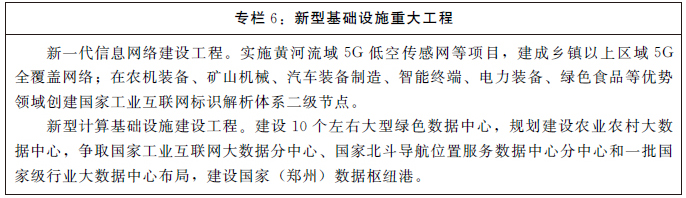 专栏 6：新型基础设施重大工程
新一代信息网络建设工程。实施黄河流域 5G 低空传感网等项目，建成乡镇以上区域 5G
全覆盖网络；在农机装备、矿山机械、汽车装备制造、智能终端、电力装备、绿色食品等优势
领域创建国家工业互联网标识解析体系二级节点。
新型计算基础设施建设工程。建设 10 个左右大型绿色数据中心，规划建设农业农村大数
据中心，争取国家工业互联网大数据分中心、国家北斗导航位置服务数据中心分中心和一批国
家级行业大数据中心布局，建设国家（郑州）数据枢纽港。